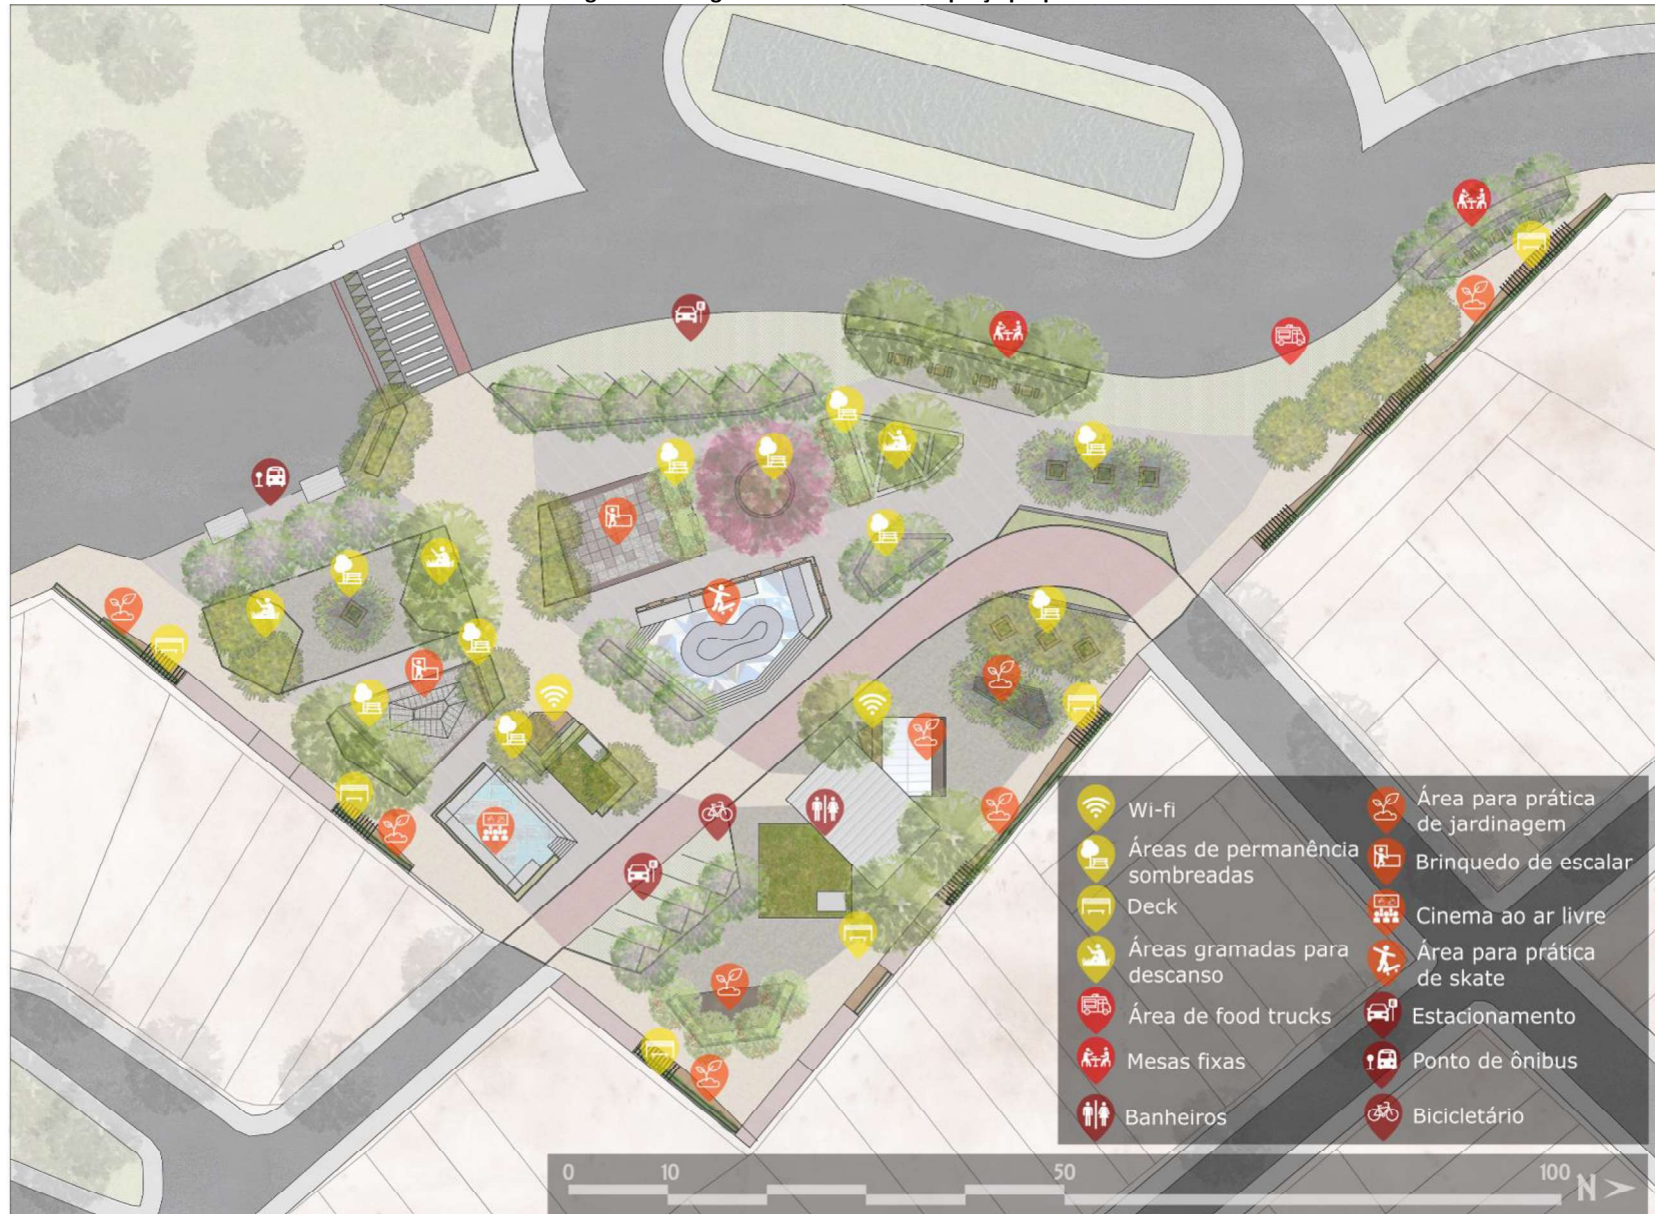 Wi-fi
Áreas de permanência
sombreadas
Deck
Áreas gramadas para
descanso
Área de food trucks
Mesas fixas
Banheiros
Área para prática
de jardinagem
Brinquedo de escalar
Cinema ao ar livre
Área para prática
de skate
Estacionamento
Ponto de ônibus
Bicicletário
0 10 50 100 N